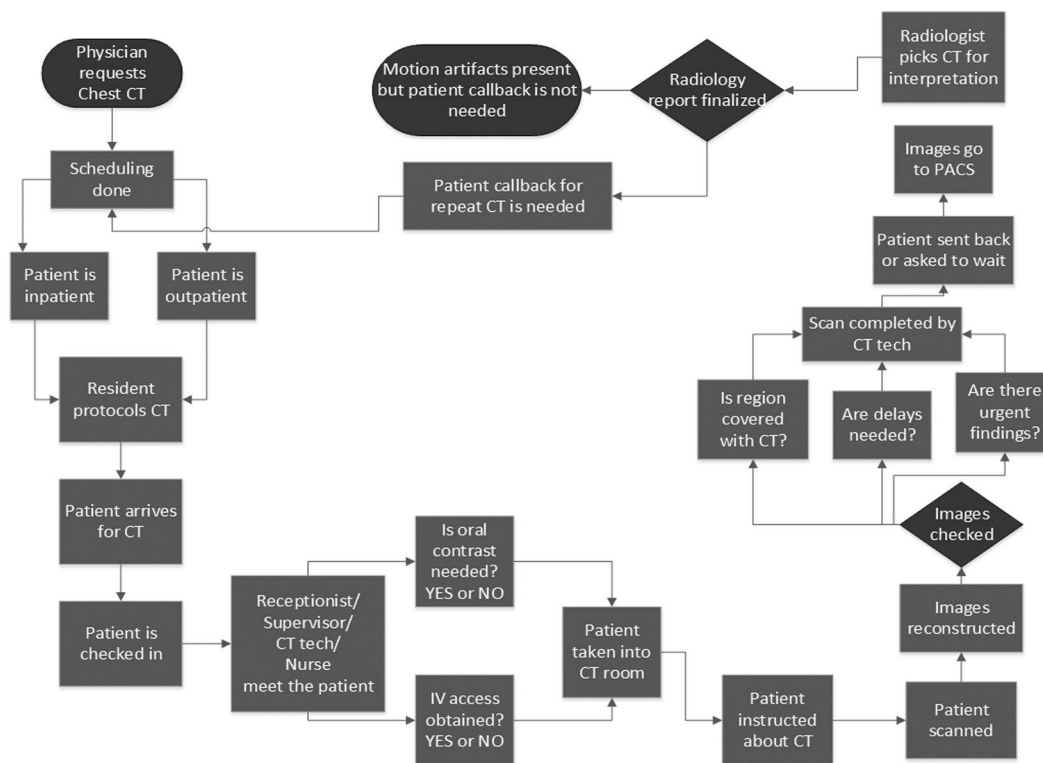 Physician
requests
Chest CT
Scheduling
done
Patient is
inpatient
Patient is
outpatient
Resident
protocols CT
Patient arrives
for CT
Patient is
checked in
Receptionist/
Supervisor/
CT tech/
Nurse
meet the patient
Is oral
contrast
needed?
YES or NO
IV access
obtained?
YES or NO
Patient
taken into
CT room
Patient
instructed
about CT
Patient
scanned
Images
reconstructed
Images
checked
Is region
covered
with CT?
Are delays
needed?
Are there
urgent
findings?
Scan completed by
CT tech
Patient sent back
or asked to wait
Images go
to PACS
Radiologist
picks CT for
interpretation
Radiology
report finalized
Motion artifacts present
but patient callback is not
needed
Patient callback for
repeat CT is needed